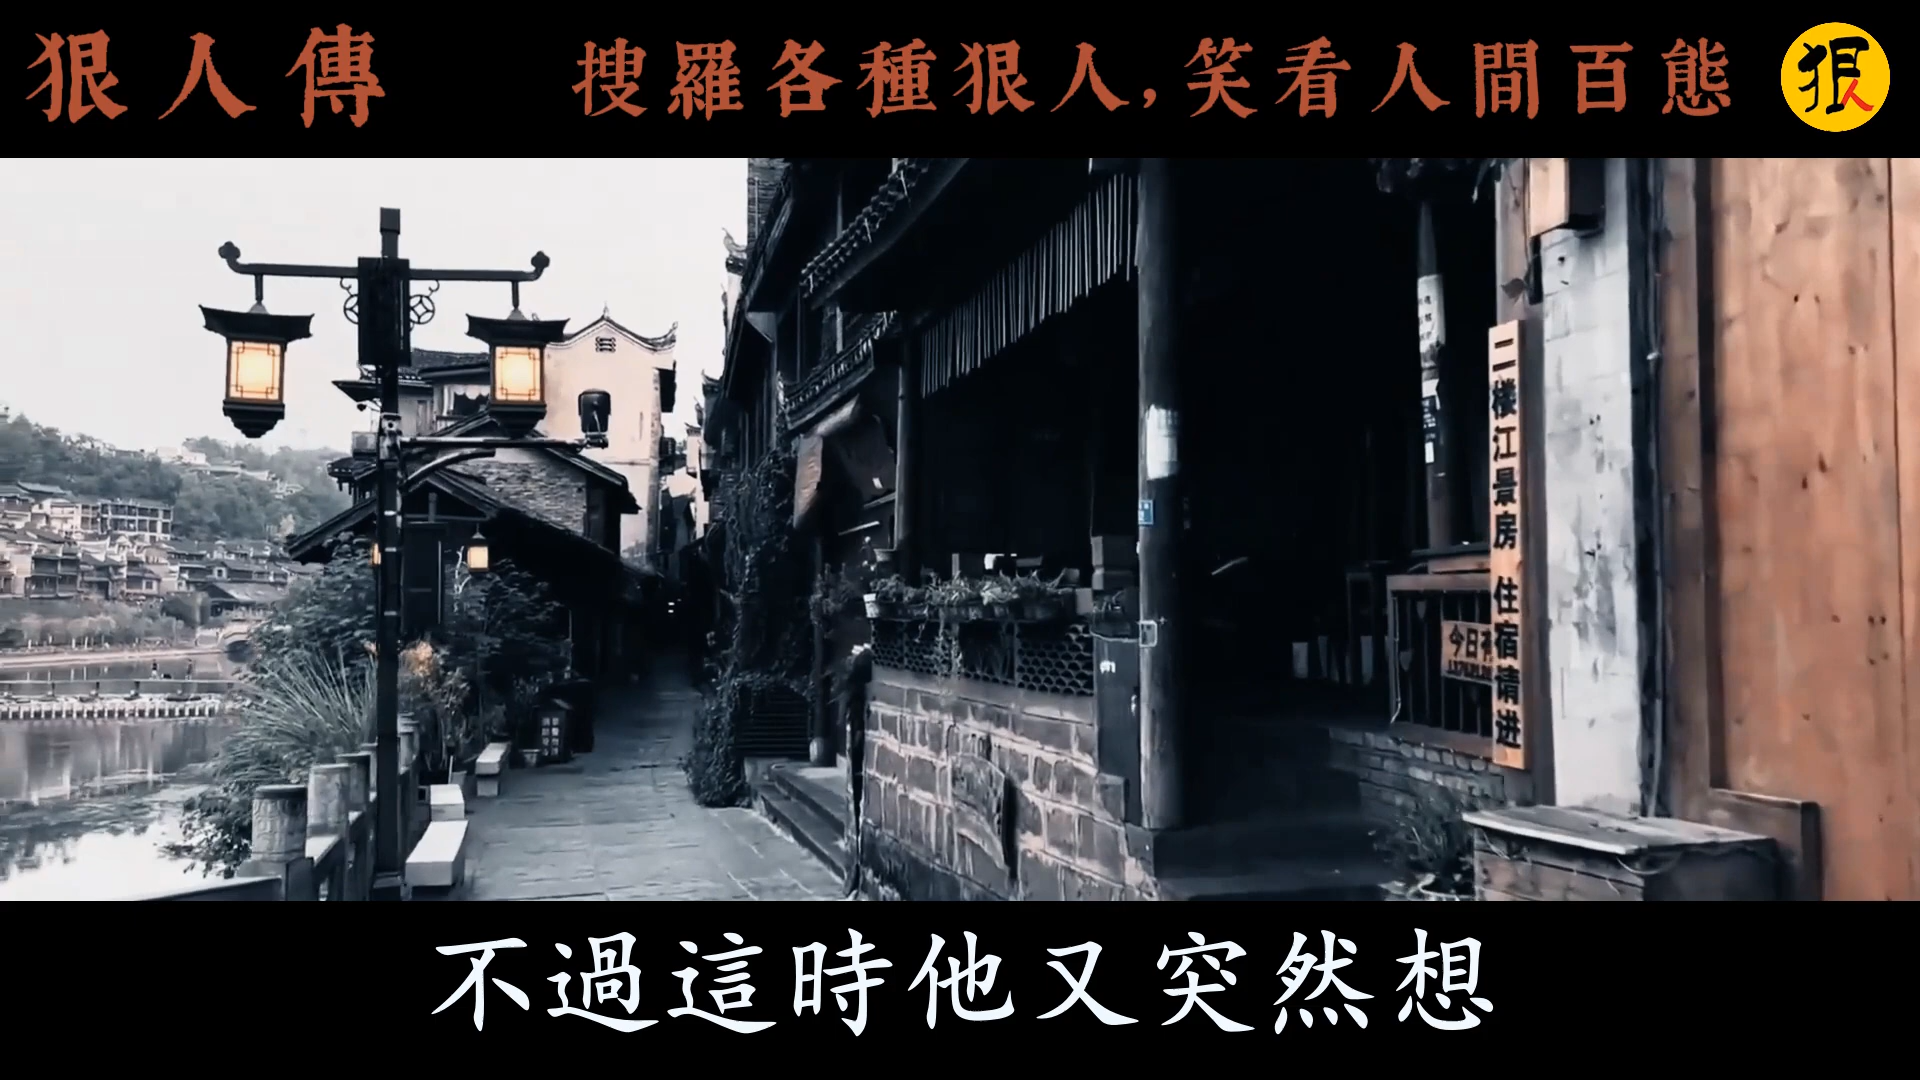 狠人傳
搜羅各種狠人,笑看人間百態
狠人
二楼江景房 住宿请进
今日有
不過這時他又突然想